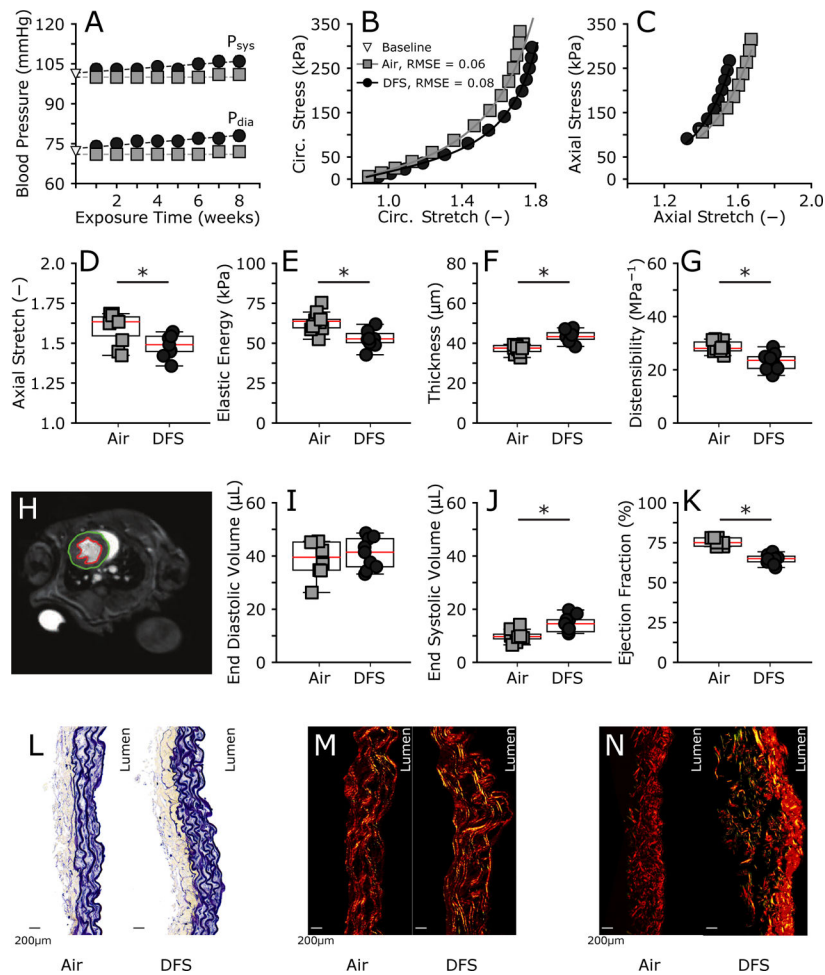 A
Blood Pressure (mmHg)
135
120
105
90
75
60
P sys
P dia
2 4 6 8
Exposure Time (weeks)
B
Baseline
Air, RMSE = 0.06
DFS, RMSE = 0.08
Circ. Stress (kPa)
350
250
150
50
0
1.0 1.4 1.8
Circ. Stretch (−)
C
Axial Stress (kPa)
350
250
150
50
0
1.2 1.6 2.0
Axial Stretch (−)
D
Axial Stretch (−)
2.0
1.75
1.5
1.25
1.0
*
Air DFS
E
Elastic Energy (kPa)
100
75
50
25
0
*
Air DFS
F
Thickness (μm)
80
60
40
20
0
*
Air DFS
G
Distensibility (MPa−1)
60
40
20
0
*
Air DFS
H
I
End Diastolic Volume (μL)
60
40
20
0
Air DFS
J
End Systolic Volume (μL)
60
40
20
0
*
Air DFS
K
Ejection Fraction (%)
100
75
50
25
0
*
Air DFS
L
Lumen
Lumen
200μm
Air DFS
M
Lumen
Lumen
200μm
Air DFS
N
Lumen
Lumen
200μm
Air DFS